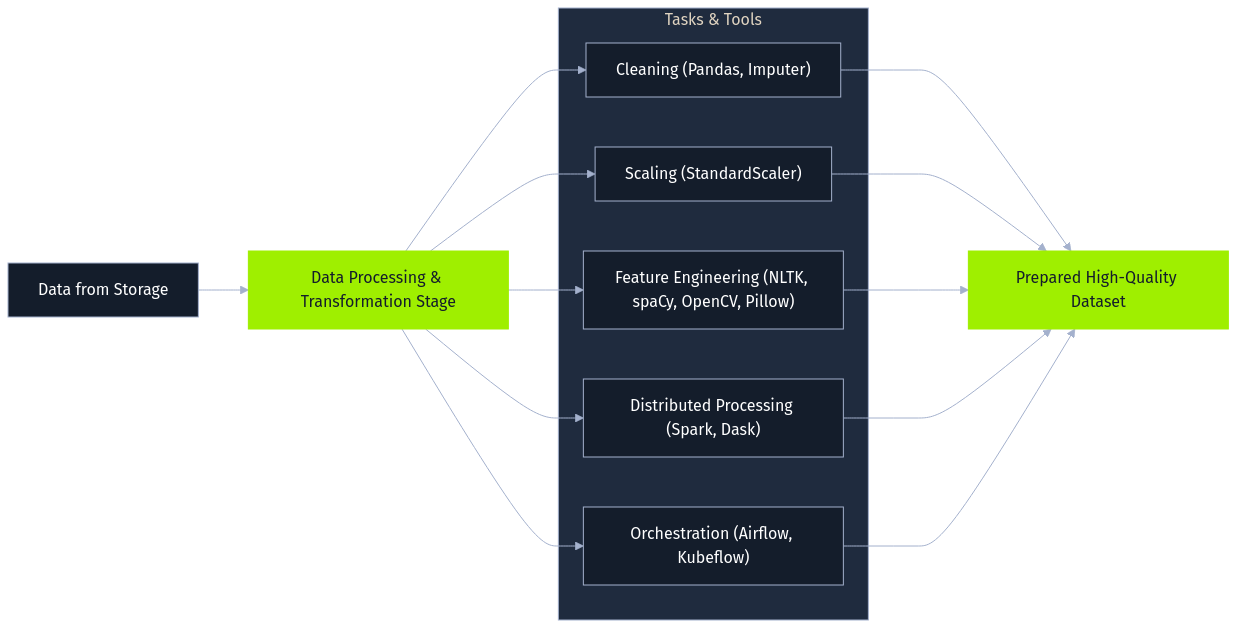 Tasks & Tools
Cleaning (Pandas, Imputer)
Scaling (StandardScaler)
Data from Storage
Data Processing &
Transformation Stage
Feature Engineering (NLTK,
spaCy, OpenCV, Pillow)
Prepared High-Quality
Dataset
Distributed Processing
(Spark, Dask)
Orchestration (Airflow,
Kubeflow)